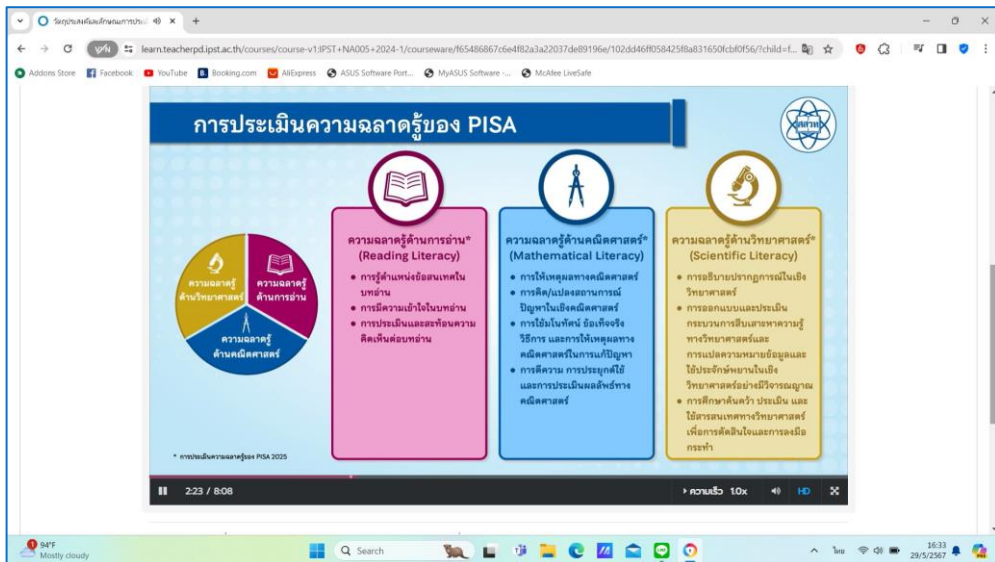 วัตถุประสงค์และลักษณะการประเมิ
learn.teacherpd.ipst.ac.th/courses/course-v1:IPST+NA005+2024-1/courseware/f65486867c6e4f82a3a22037de89196e/102dd46ff058425f8a831650fcbf0f56/?child=f...
VPN
Addons Store Facebook YouTube Booking.com AliExpress ASUS Software Port... MyASUS Software -... McAfee LiveSafe
การประเมินความฉลาดรู้ของ PISA
สสวท
ความฉลาดรู้
ด้านวิทยาศาสตร์
ความฉลาดรู้
ด้านการอ่าน
ความฉลาดรู้
ด้านคณิตศาสตร์
ความฉลาดรู้ด้านการอ่าน*
(Reading Literacy)
• การรู้ตำแหน่งข้อสนเทศใน
บทอ่าน
• การมีความเข้าใจในบทอ่าน
• การประเมินและสะท้อนความ
คิดเห็นต่อบทอ่าน
ความฉลาดรู้ด้านคณิตศาสตร์*
(Mathematical Literacy)
• การให้เหตุผลทางคณิตศาสตร์
• การคิด/แปลงสถานการณ์
ปัญหาในเชิงคณิตศาสตร์
• การใช้มโนทัศน์ ข้อเท็จจริง
วิธีการ และการให้เหตุผลทาง
คณิตศาสตร์ในการแก้ปัญหา
• การตีความ การประยุกต์ใช้
และการประเมินผลลัพธ์ทาง
คณิตศาสตร์
ความฉลาดรู้ด้านวิทยาศาสตร์*
(Scientific Literacy)
• การอธิบายปรากฏการณ์ในเชิง
วิทยาศาสตร์
• การออกแบบและประเมิน
กระบวนการสืบเสาะหาความรู้
ทางวิทยาศาสตร์และ
การแปลความหมายข้อมูลและ
ใช้ประจักษ์พยานในเชิง
วิทยาศาสตร์อย่างมีวิจารณญาณ
• การศึกษาค้นคว้า ประเมิน และ
ใช้สารสนเทศทางวิทยาศาสตร์
เพื่อการตัดสินใจและการลงมือ
กระทำ
* การประเมินความฉลาดรู้ของ PISA 2025
2:23 / 8:08
ความเร็ว 1.0x HD
94°F
Mostly cloudy
Search
ไทย
16:33
29/5/2567